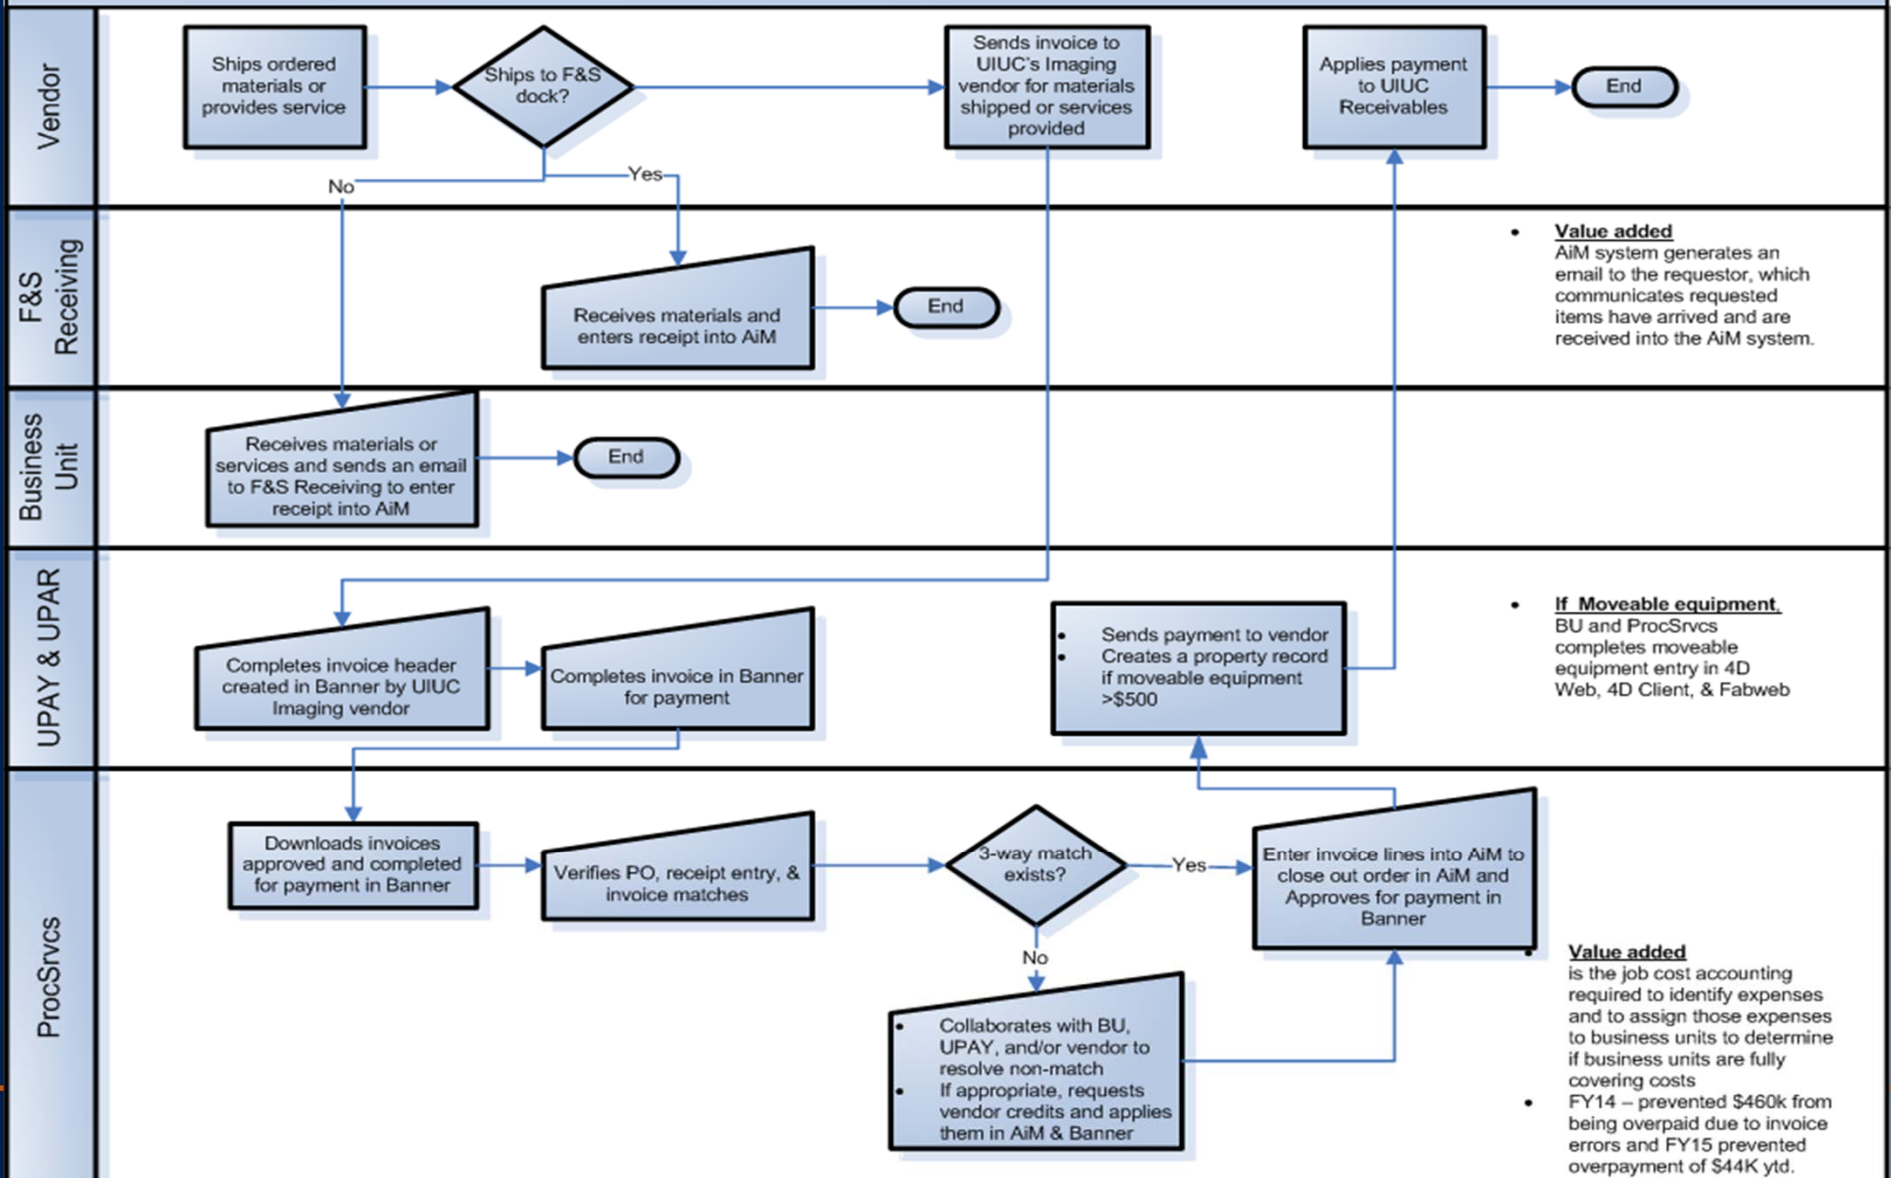 Vendor
Ships ordered
materials or
provides service
Ships to F&S
dock?
Sends invoice to
UIUC's Imaging
vendor for materials
shipped or services
provided
Applies payment
to UIUC
Receivables
End
No
Yes
F&S
Receiving
Receives materials and
enters receipt into AiM
End
• Value added
AiM system generates an
email to the requestor, which
communicates requested
items have arrived and are
received into the AiM system.
Business
Unit
Receives materials or
services and sends an email
to F&S Receiving to enter
receipt into AiM
End
UPAY & UPAR
Completes invoice header
created in Banner by UIUC
Imaging vendor
Completes invoice in Banner
for payment
• Sends payment to vendor
• Creates a property record
if moveable equipment
>$500
• If Moveable equipment,
BU and ProcSrvcs
completes moveable
equipment entry in 4D
Web, 4D Client, & Fabweb
ProcSrvcs
Downloads invoices
approved and completed
for payment in Banner
Verifies PO, receipt entry, &
invoice matches
3-way match
exists?
Yes
Enter invoice lines into AiM to
close out order in AiM and
Approves for payment in
Banner
No
• Collaborates with BU,
UPAY, and/or vendor to
resolve non-match
• If appropriate, requests
vendor credits and applies
them in AiM & Banner
• Value added
is the job cost accounting
required to identify expenses
and to assign those expenses
to business units to determine
if business units are fully
covering costs
• FY14 – prevented $460k from
being overpaid due to invoice
errors and FY15 prevented
overpayment of $44K ytd.